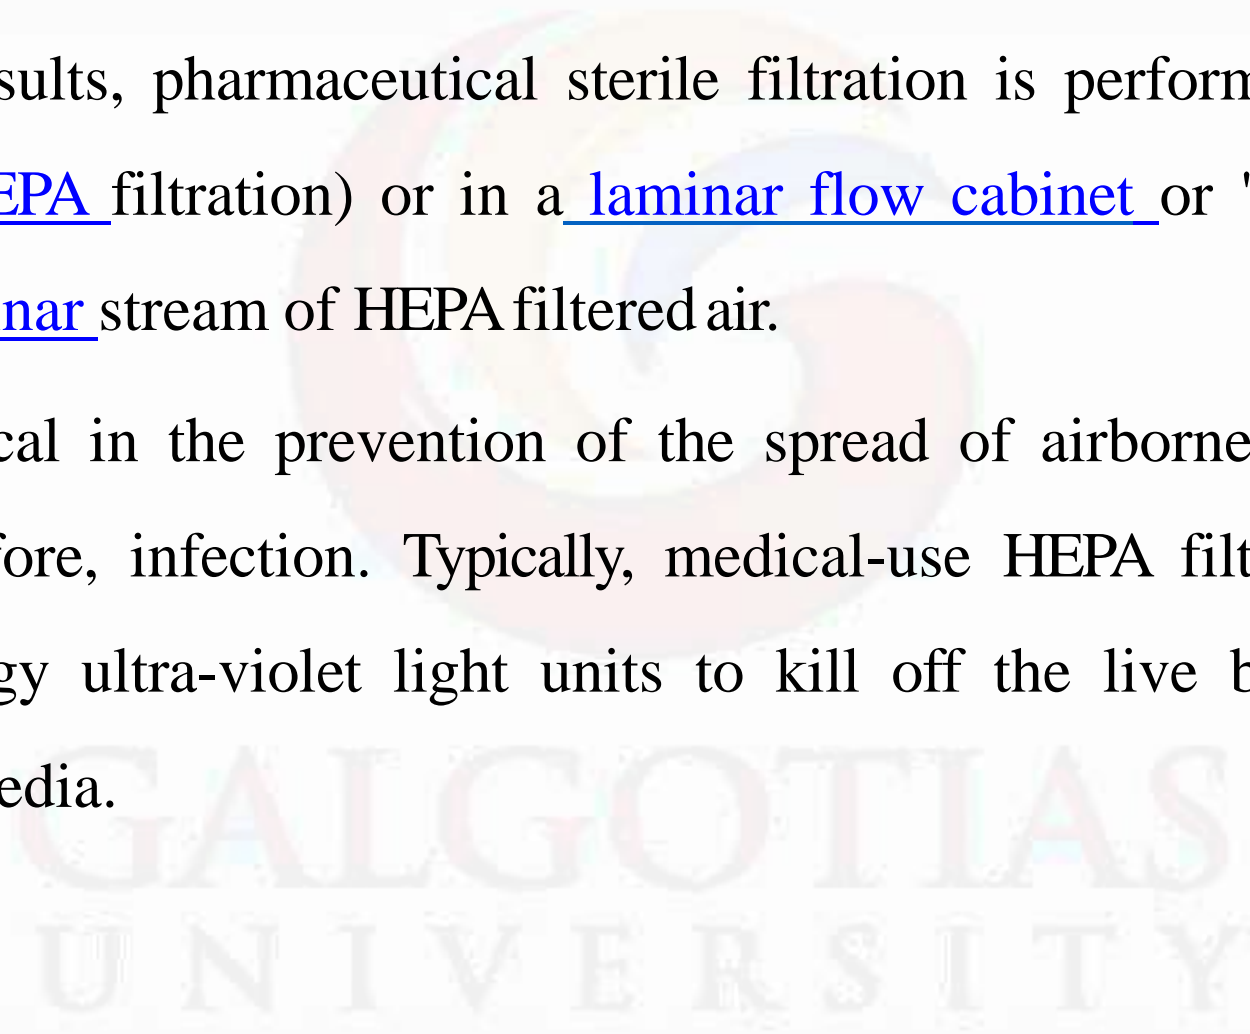 sults, pharmaceutical sterile filtration is perform
EPA filtration) or in a laminar flow cabinet or "
nar stream of HEPA filtered air.
cal in the prevention of the spread of airborne
fore, infection. Typically, medical-use HEPA filt
gy ultra-violet light units to kill off the live b
edia.
GALGOTIAS
UNIVERSITY